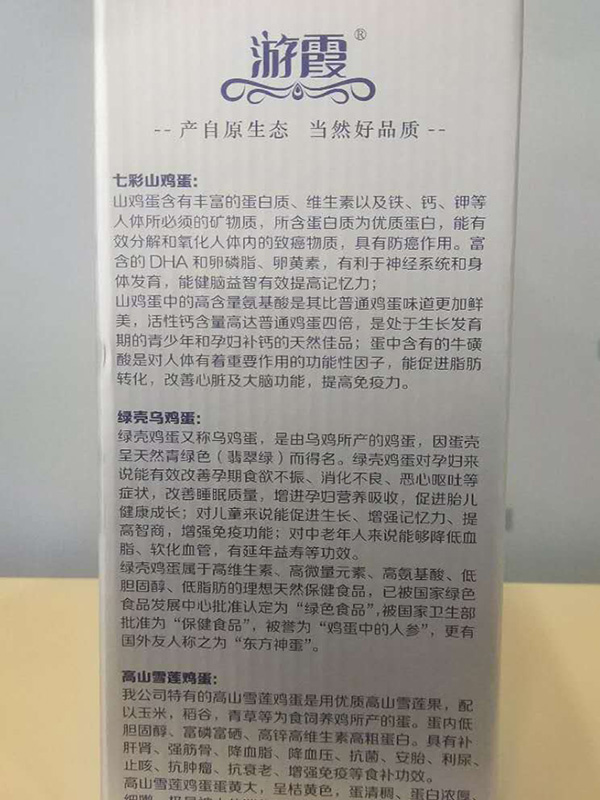 游霞®
--产自原生态 当然好品质--
七彩山鸡蛋:
山鸡蛋含有丰富的蛋白质、维生素以及铁、钙、钾等
人体所必须的矿物质，所含蛋白质为优质蛋白，能有
效分解和氧化人体内的致癌物质，具有防癌作用。富
含的 DHA 和卵磷脂、卵黄素，有利于神经系统和身
体发育，能健脑益智有效提高记忆力；
山鸡蛋中的高含量氨基酸是其比普通鸡蛋味道更加鲜
美，活性钙含量高达普通鸡蛋四倍，是处于生长发育
期的青少年和孕妇补钙的天然佳品；蛋中含有的牛磺
酸是对人体有着重要作用的功能性因子，能促进脂肪
转化，改善心脏及大脑功能，提高免疫力。
绿壳乌鸡蛋:
绿壳鸡蛋又称乌鸡蛋，是由乌鸡所产的鸡蛋，因蛋壳
呈天然青绿色（翡翠绿）而得名。绿壳鸡蛋对孕妇来
说能有效改善孕期食欲不振、消化不良、恶心呕吐等
症状，改善睡眠质量，增进孕妇营养吸收，促进胎儿
健康成长；对儿童来说能促进生长、增强记忆力、提
高智商，增强免疫功能；对中老年人来说能够降低血
脂、软化血管，有延年益寿等功效。
绿壳鸡蛋属于高维生素、高微量元素、高氨基酸、低
胆固醇、低脂肪的理想天然保健食品，已被国家绿色
食品发展中心批准认定为“绿色食品”，被国家卫生部
批准为“保健食品”，被誉为“鸡蛋中的人参”，更有
国外友人称之为“东方神蛋”。
高山雪莲鸡蛋:
我公司特有的高山雪莲鸡蛋是用优质高山雪莲果，配
以玉米，稻谷，青草等为食饲养鸡所产的蛋。蛋内低
胆固醇、富磷富硒、高锌高维生素高粗蛋白。具有补
肝肾、强筋骨、降血脂、降血压、抗菌、安胎、利尿、
止咳、抗肿瘤、抗衰老、增强免疫等食补功效。
高山雪莲鸡蛋蛋黄大，呈桔黄色，蛋清稠、蛋白浓厚、